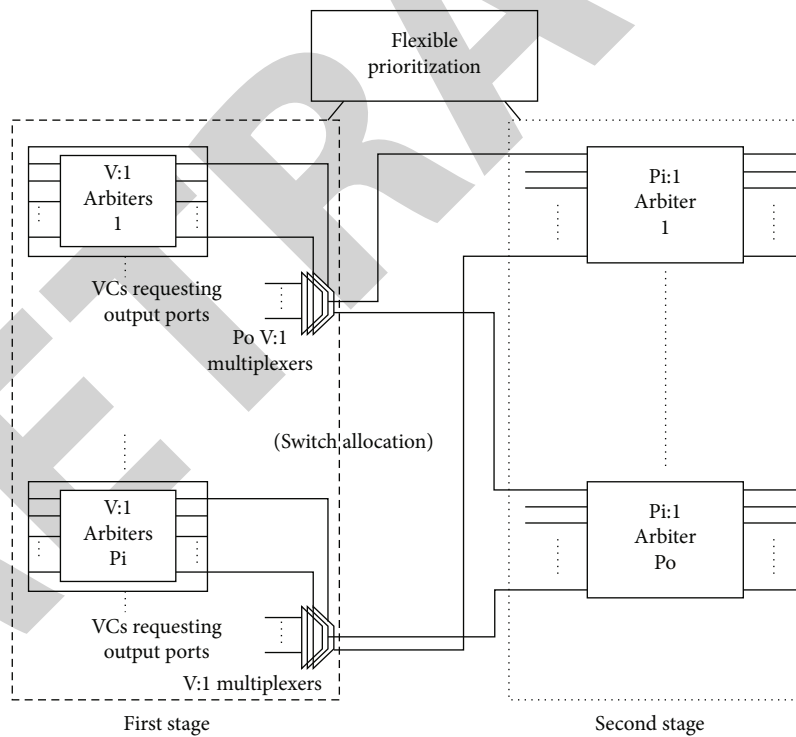 Flexible
prioritization
V:1
Arbiters
1
VCs requesting
output ports
Po V:1
multiplexers
Pi:1
Arbiter
1
(Switch allocation)
V:1
Arbiters
Pi
VCs requesting
output ports
V:1 multiplexers
Pi:1
Arbiter
Po
First stage
Second stage